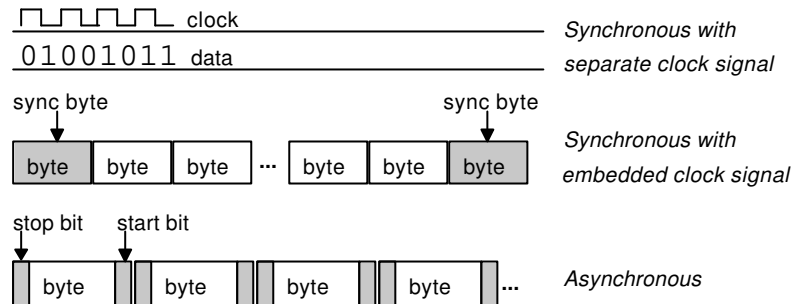 clock
Synchronous with
01001011 data
separate clock signal
sync byte sync byte
Synchronous with
byte byte byte ... byte byte byte
embedded clock signal
stop bit start bit
byte byte byte byte ... Asynchronous